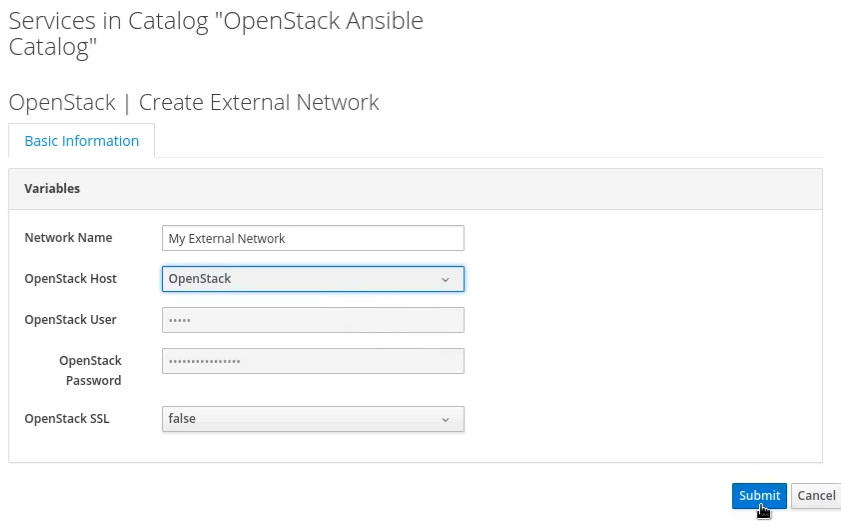 Services in Catalog "OpenStack Ansible
Catalog"
OpenStack | Create External Network
Basic Information
Variables
Network Name
My External Network
OpenStack Host
OpenStack
OpenStack User
•••••
OpenStack
Password
••••••••••••••••
OpenStack SSL
false
Submit
Cancel